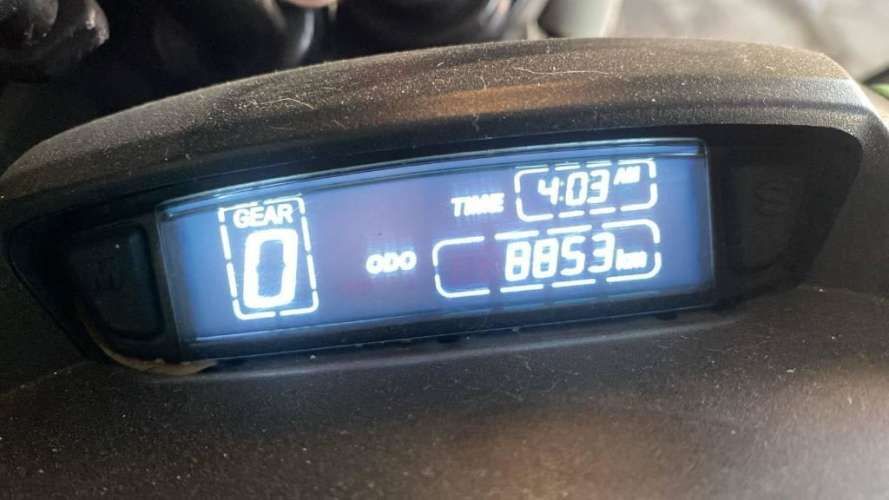 GEAR
0
TIME 4:03 AM
ODO 8853 km